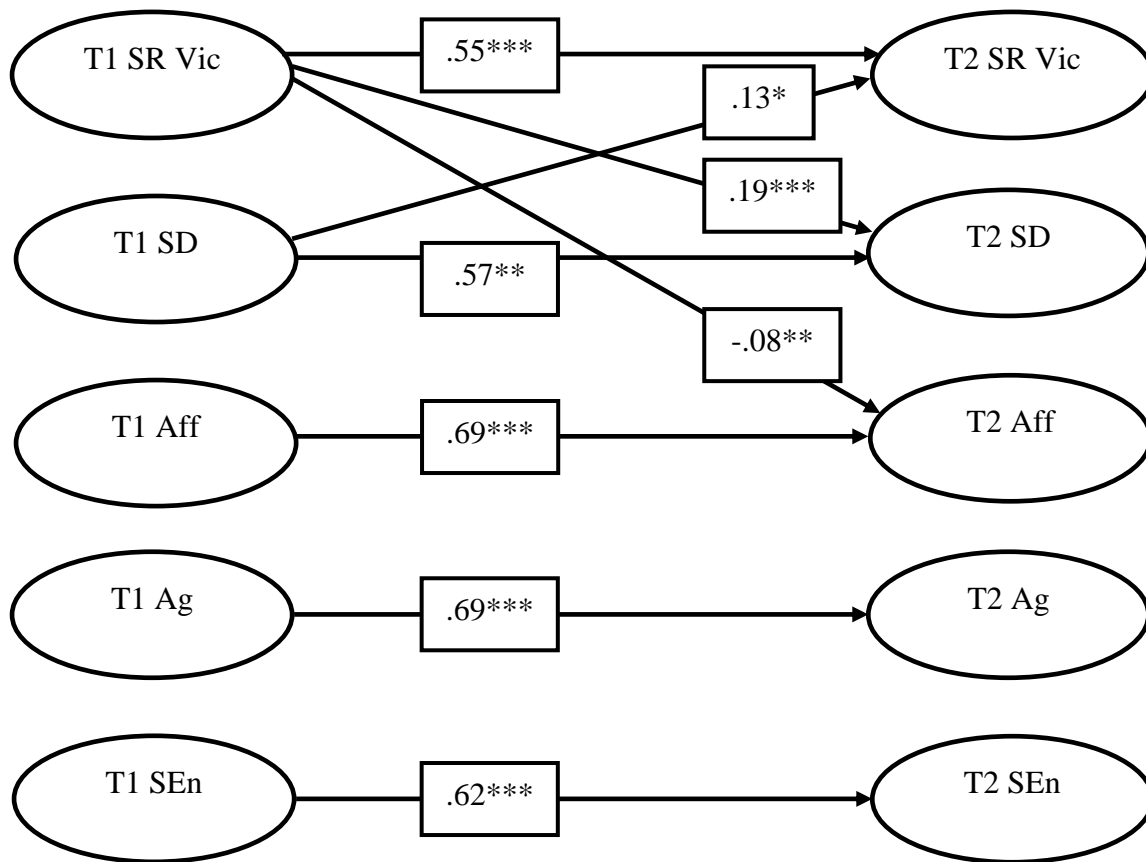 T1 SR Vic
.55***
T2 SR Vic
.13*
.19***
T1 SD
.57**
T2 SD
-.08**
T1 Aff
.69***
T2 Aff
T1 Ag
.69***
T2 Ag
T1 SEn
.62***
T2 SEn